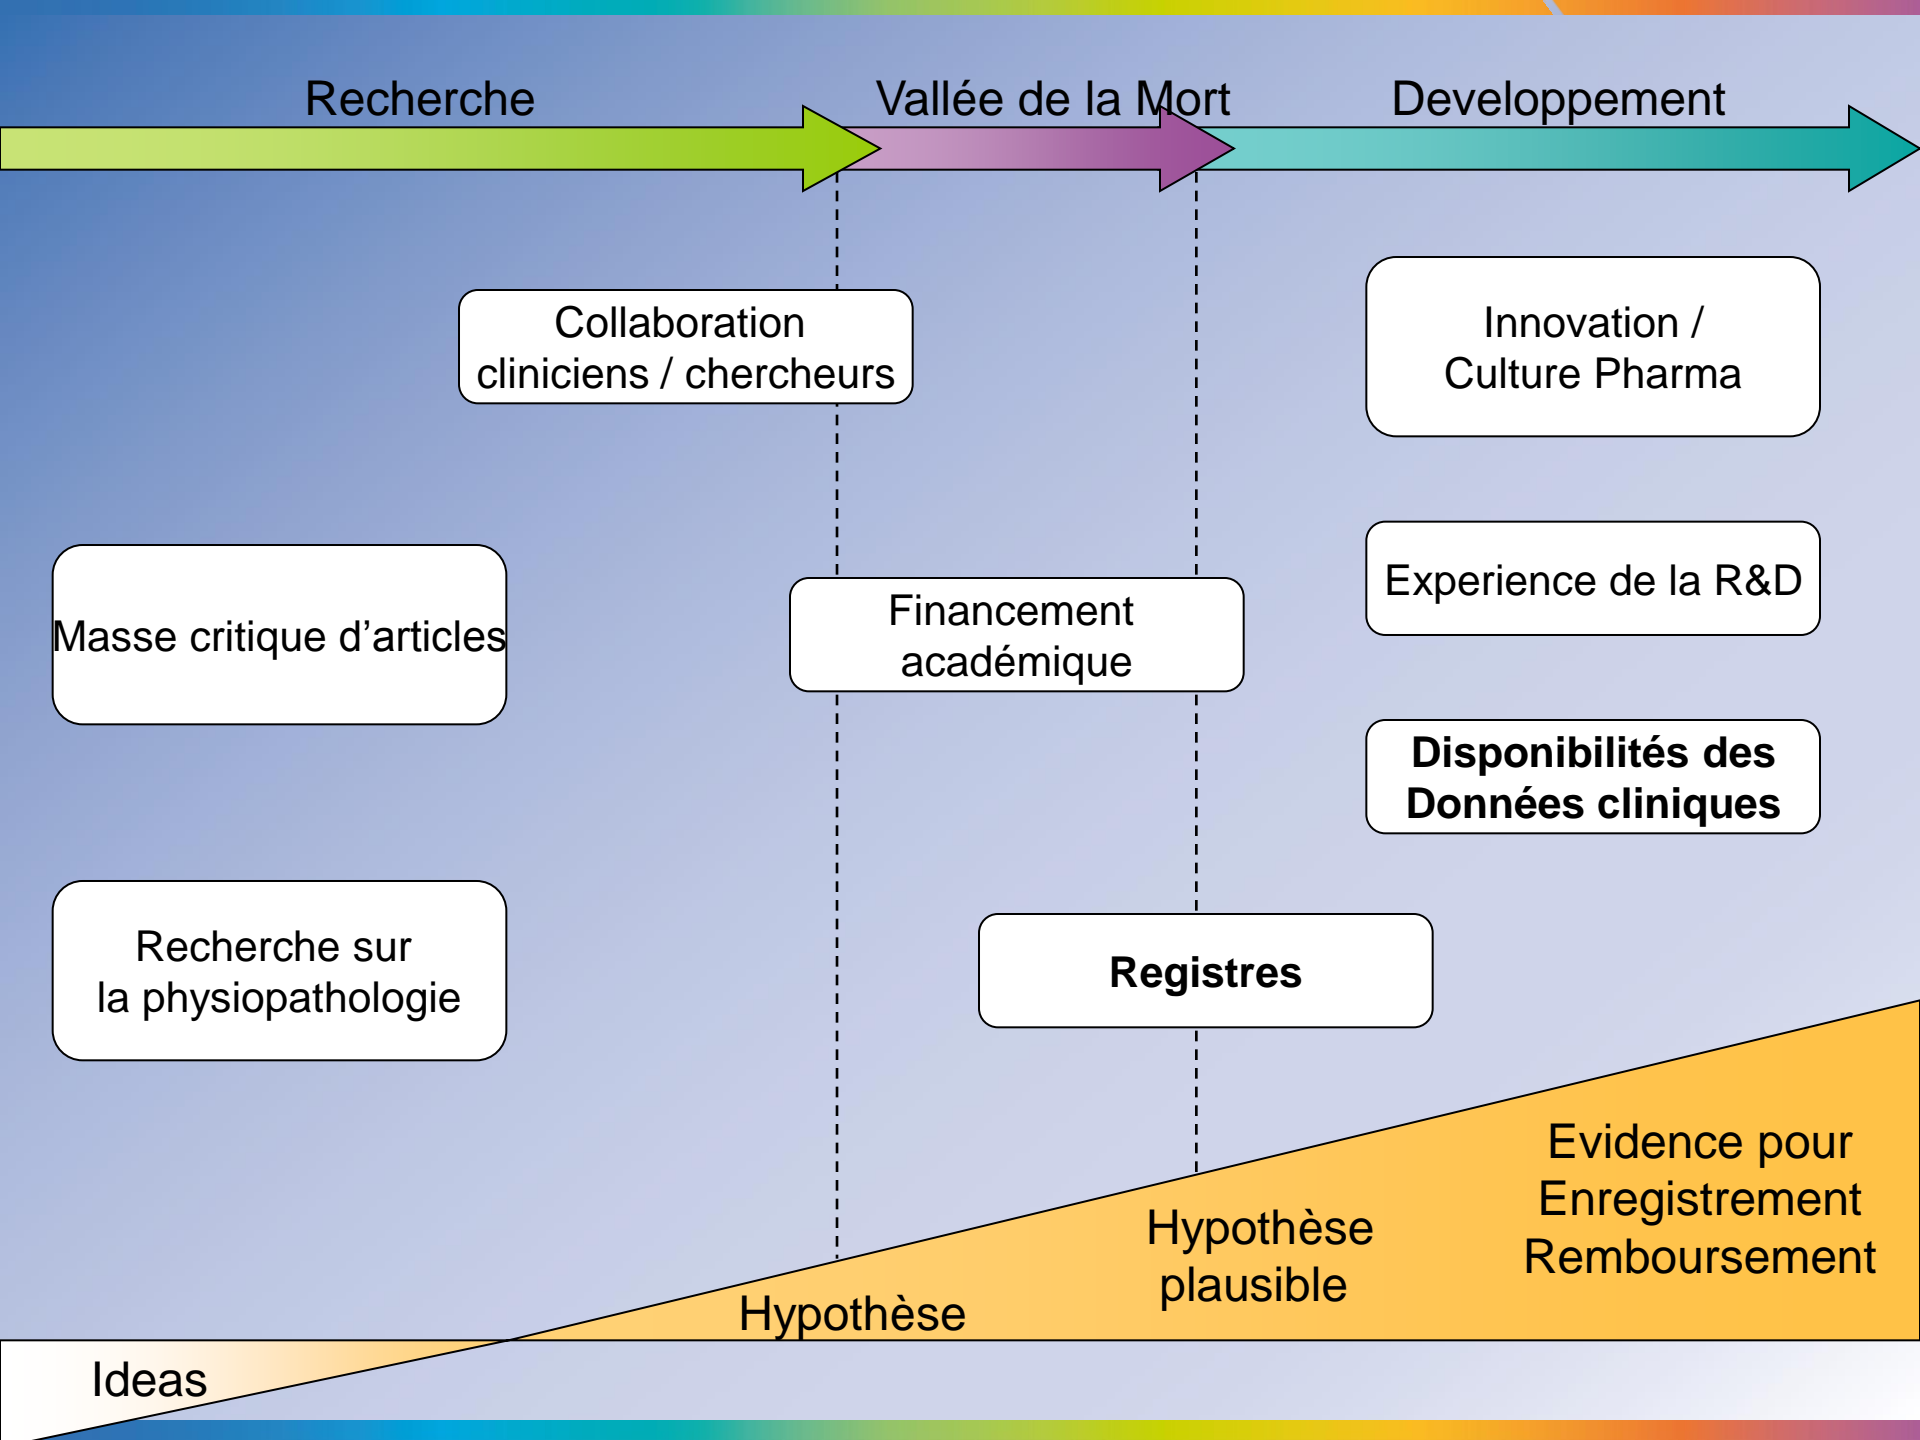 Recherche
Vallée de la Mort
Developpement
Collaboration
cliniciens / chercheurs
Innovation /
Culture Pharma
Masse critique d’articles
Financement
académique
Experience de la R&D
Disponibilités des
Données cliniques
Recherche sur
la physiopathologie
Registres
Evidence pour
Enregistrement
Remboursement
Hypothèse
plausible
Hypothèse
Ideas